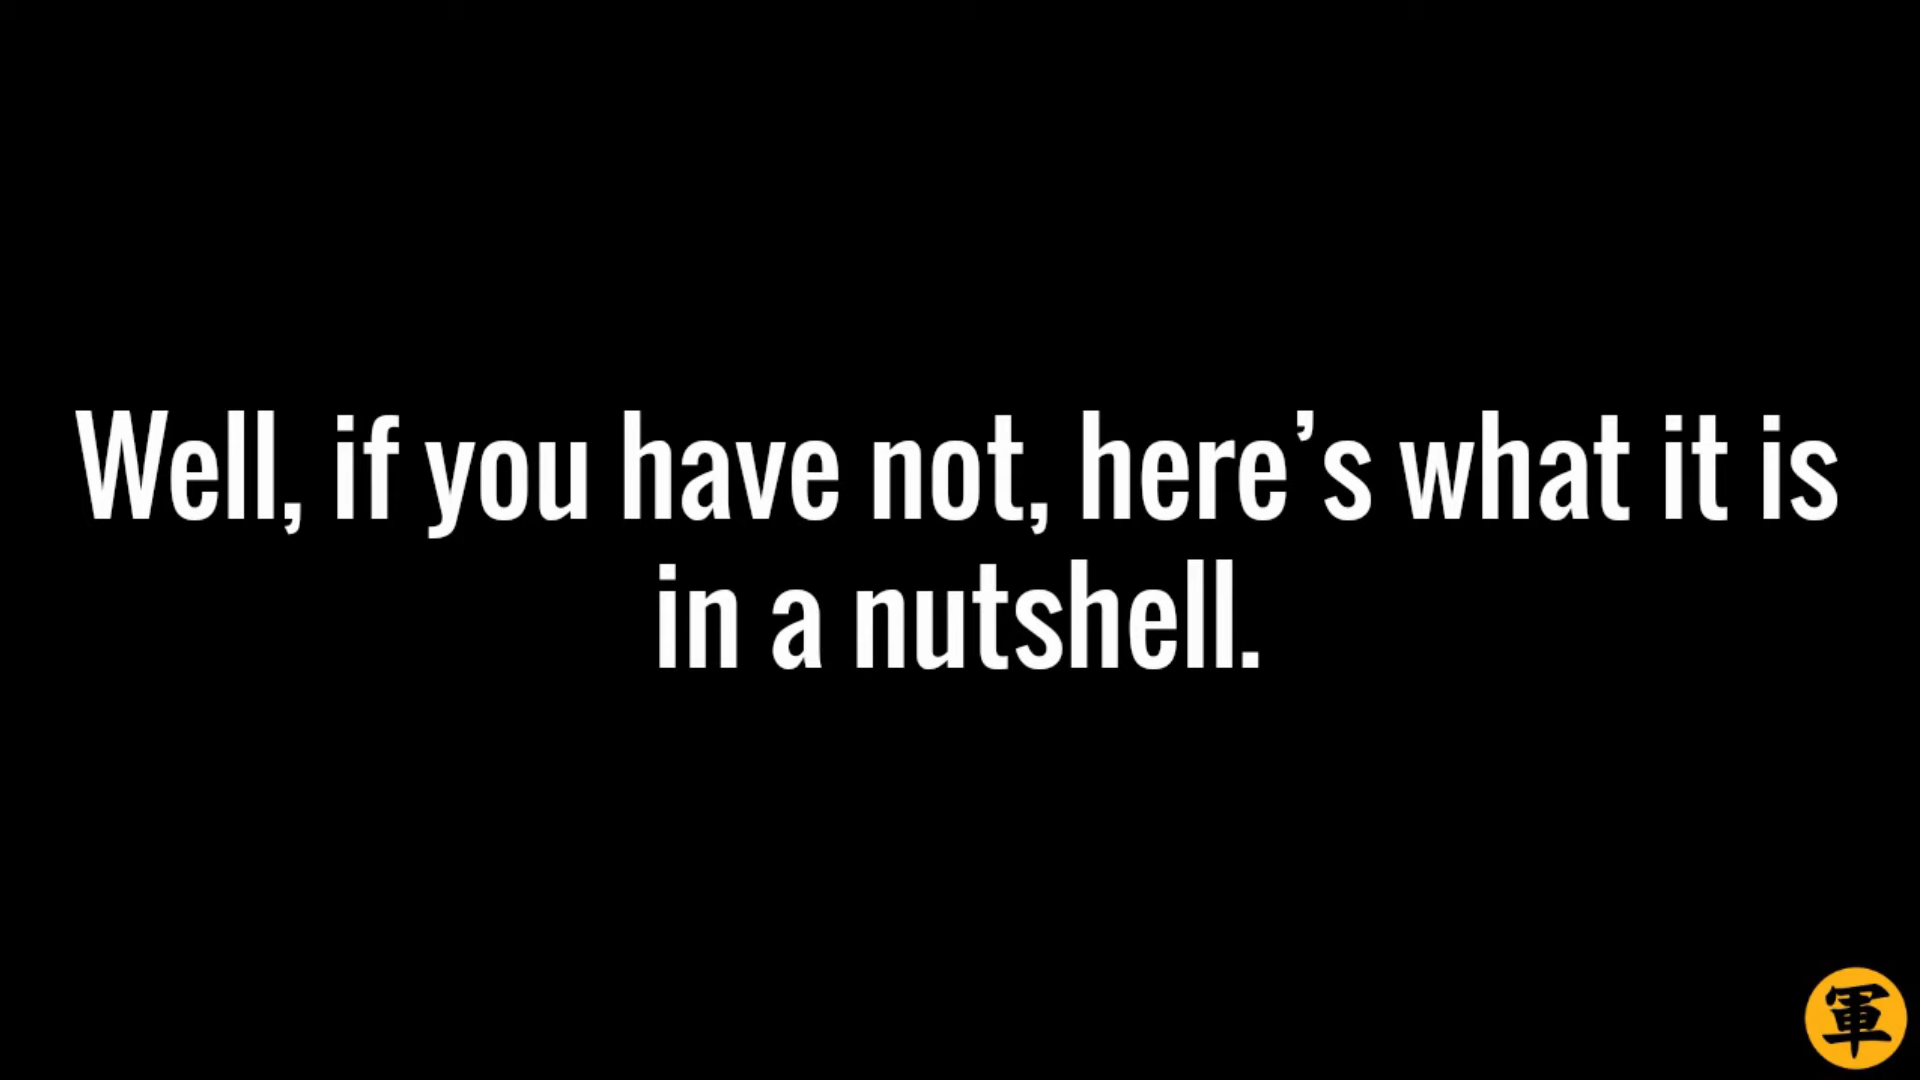 Well, if you have not, here’s what it is
in a nutshell.
軍